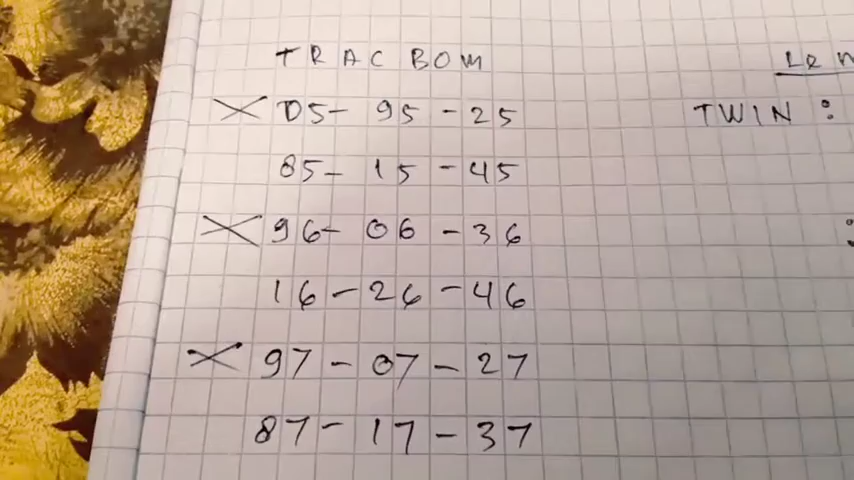 TRAC BOM
X 05- 95 - 25
85- 15 - 45
X 96- 06 - 36
16 - 26 - 46
X 97 - 07 - 27
87 - 17 - 37
TWIN :
: